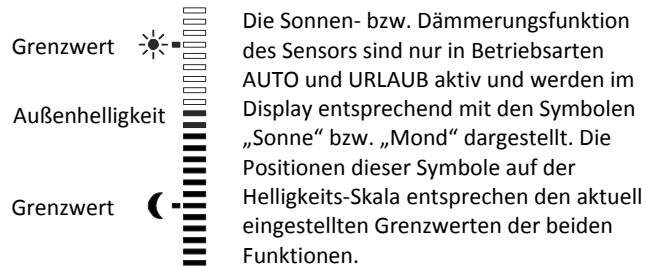 Grenzwert
Außenhelligkeit
Grenzwert
Die Sonnen- bzw. Dämmerungsfunktion
des Sensors sind nur in Betriebsarten
AUTO und URLAUB aktiv und werden im
Display entsprechend mit den Symbolen
„Sonne“ bzw. „Mond“ dargestellt. Die
Positionen dieser Symbole auf der
Helligkeits-Skala entsprechen den aktuell
eingestellten Grenzwerten der beiden
Funktionen.